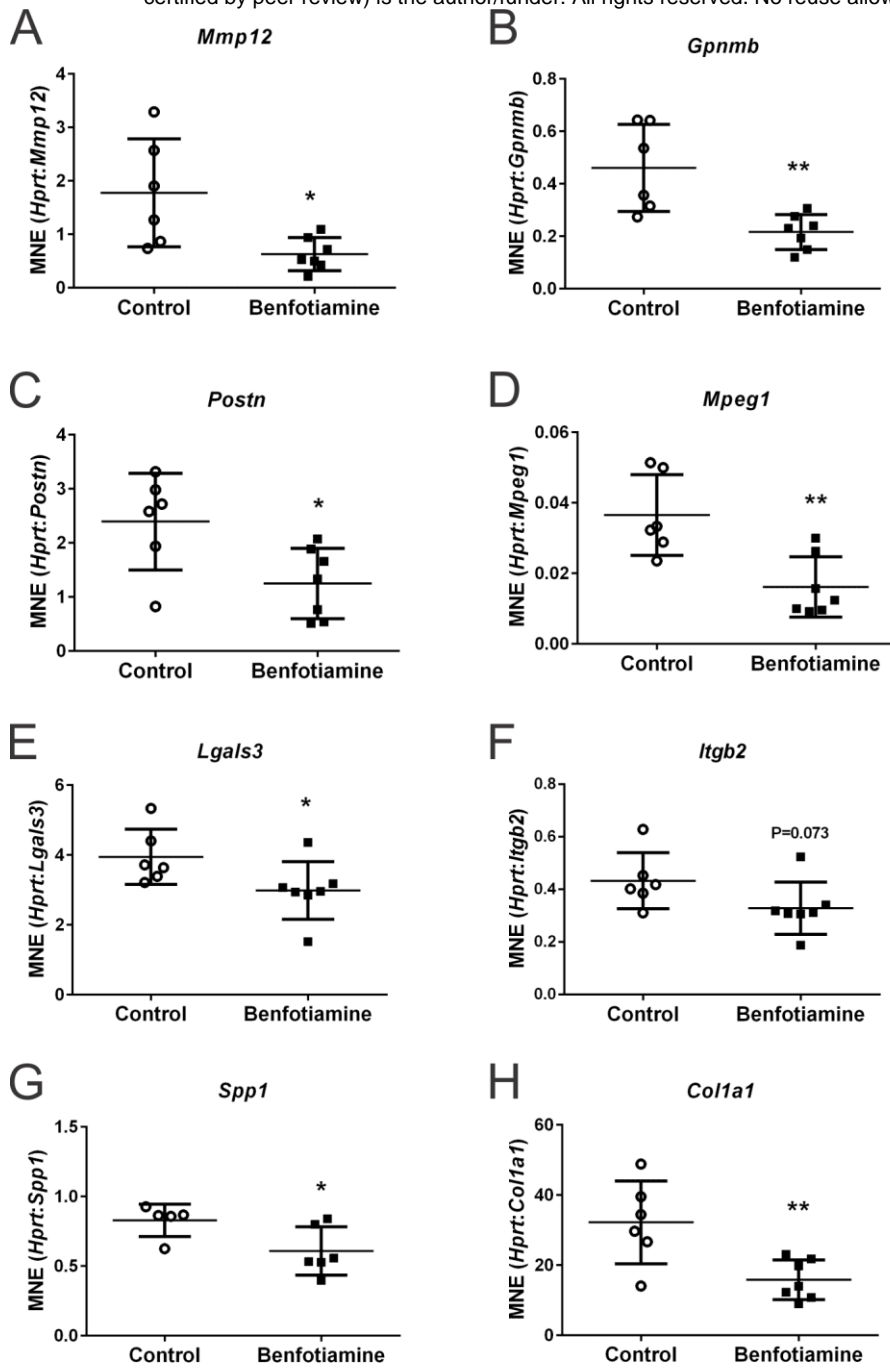 certified by peer review) is the author/funder. All rights reserved. No reuse allow
A
Mmp12
MNE (Hprt:Mmp12)
4
3
2
1
0
*
Control
Benfotiamine
B
Gpnmb
MNE (Hprt:Gpnmb)
0.8
0.6
0.4
0.2
0.0
**
Control
Benfotiamine
C
Postn
MNE (Hprt:Postn)
4
3
2
1
0
*
Control
Benfotiamine
D
Mpeg1
MNE (Hprt:Mpeg1)
0.06
0.04
0.02
0.00
**
Control
Benfotiamine
E
Lgals3
MNE (Hprt:Lgals3)
6
4
2
0
*
Control
Benfotiamine
F
Itgb2
MNE (Hprt:Itgb2)
0.8
0.6
0.4
0.2
0.0
P=0.073
Control
Benfotiamine
G
Spp1
MNE (Hprt:Spp1)
1.5
1.0
0.5
0.0
*
Control
Benfotiamine
H
Col1a1
MNE (Hprt:Col1a1)
60
40
20
0
**
Control
Benfotiamine